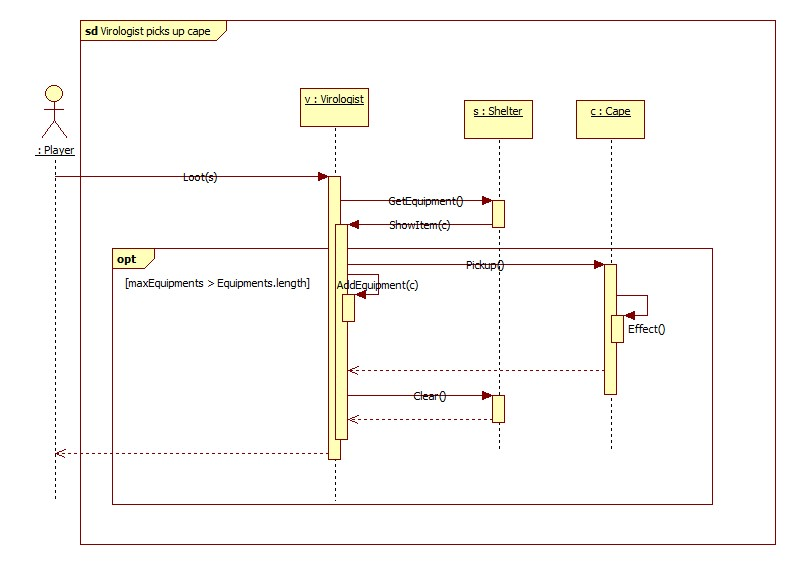 sd Virologist picks up cape
v : Virologist
s : Shelter
c : Cape
: Player
Loot(s)
GetEquipment()
ShowItem(c)
opt
Pickup()
[maxEquipments > Equipments.length]
AddEquipment(c)
Effect()
Clear()